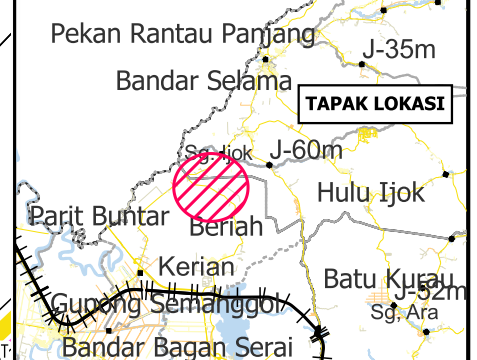 Pekan Rantau Panjang
J-35m
Bandar Selama
TAPAK LOKASI
Sg. Ijok
J-60m
Hulu Ijok
Parit Buntar
Beriah
Kerian
Batu Kurau
J-52m
Gunong Semanggol
Sg, Ara
Bandar Bagan Serai